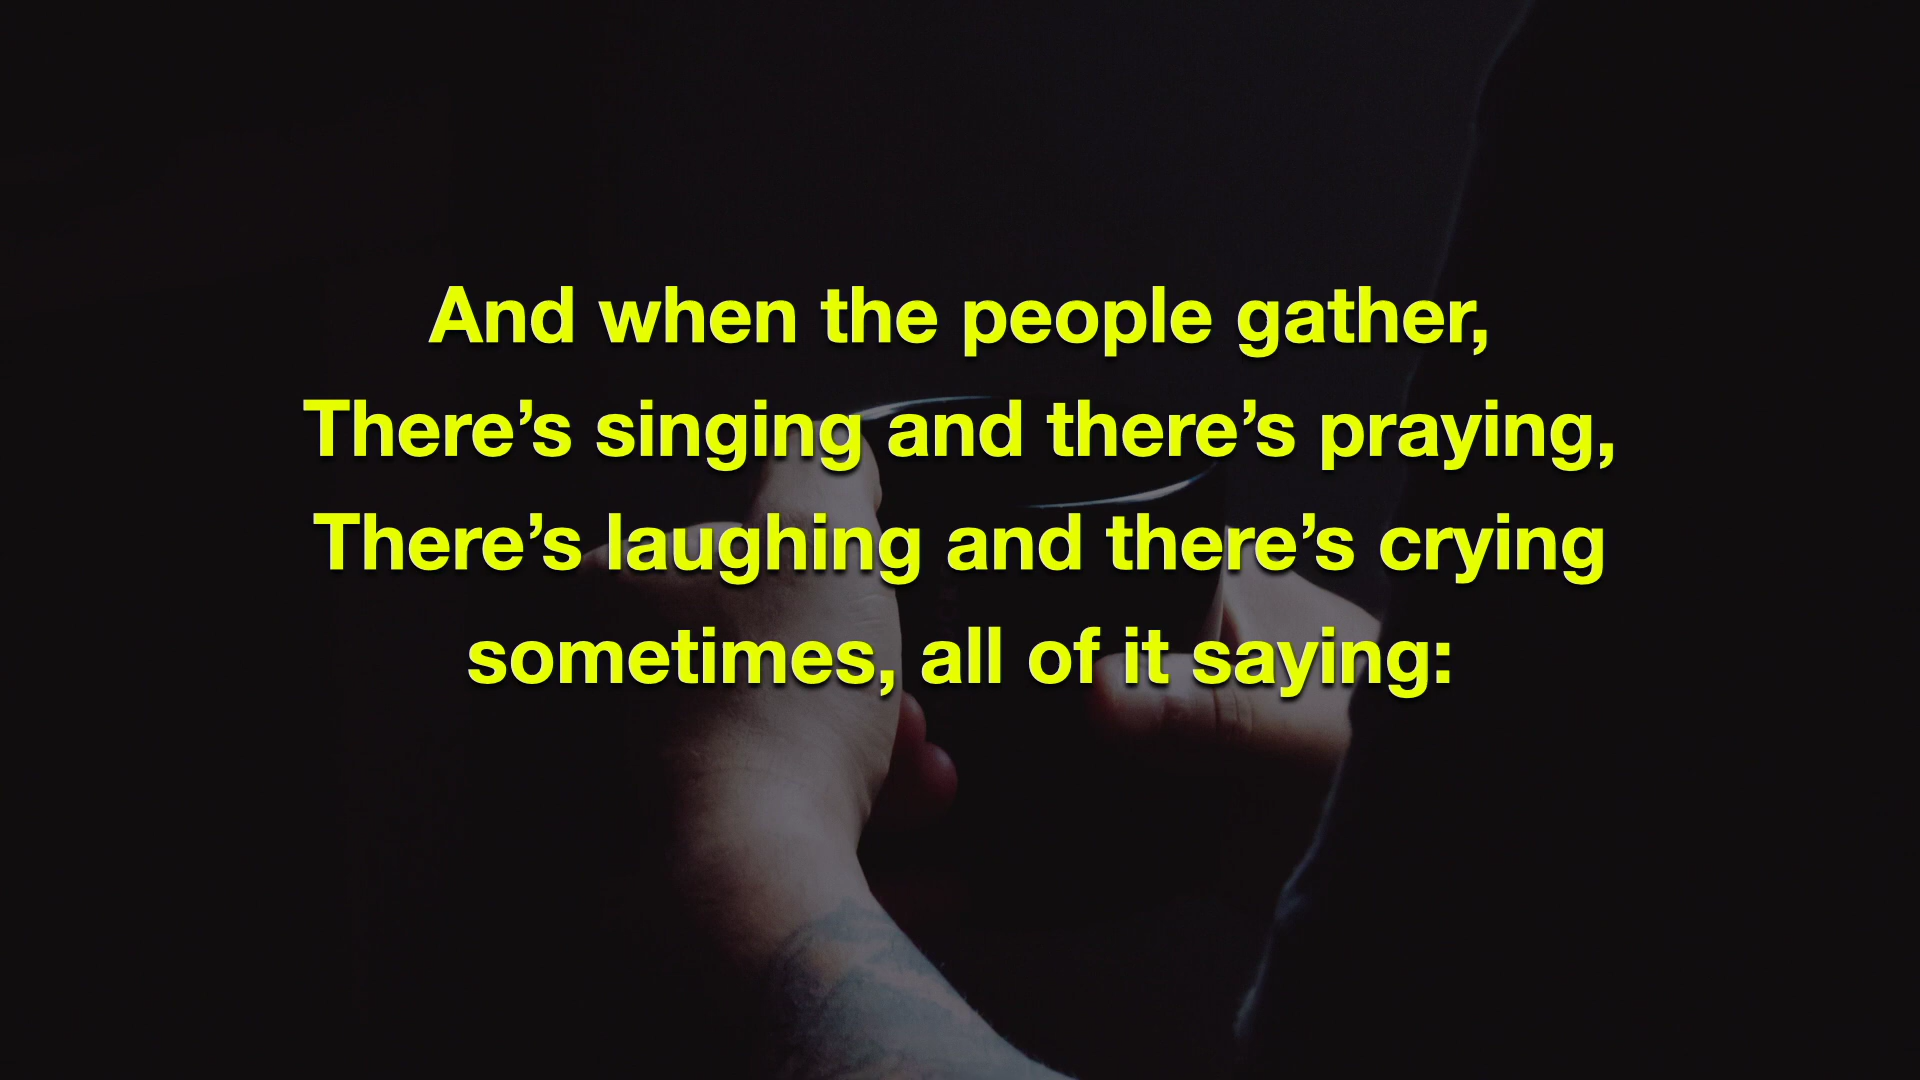 And when the people gather,
There’s singing and there’s praying,
There’s laughing and there’s crying
sometimes, all of it saying: